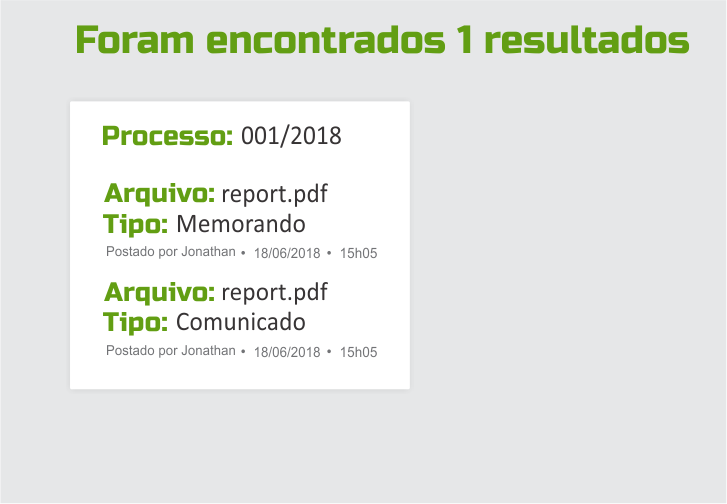 Foram encontrados 1 resultados
Processo: 001/2018
Arquivo: report.pdf
Tipo: Memorando
Postado por Jonathan • 18/06/2018 • 15h05
Arquivo: report.pdf
Tipo: Comunicado
Postado por Jonathan • 18/06/2018 • 15h05